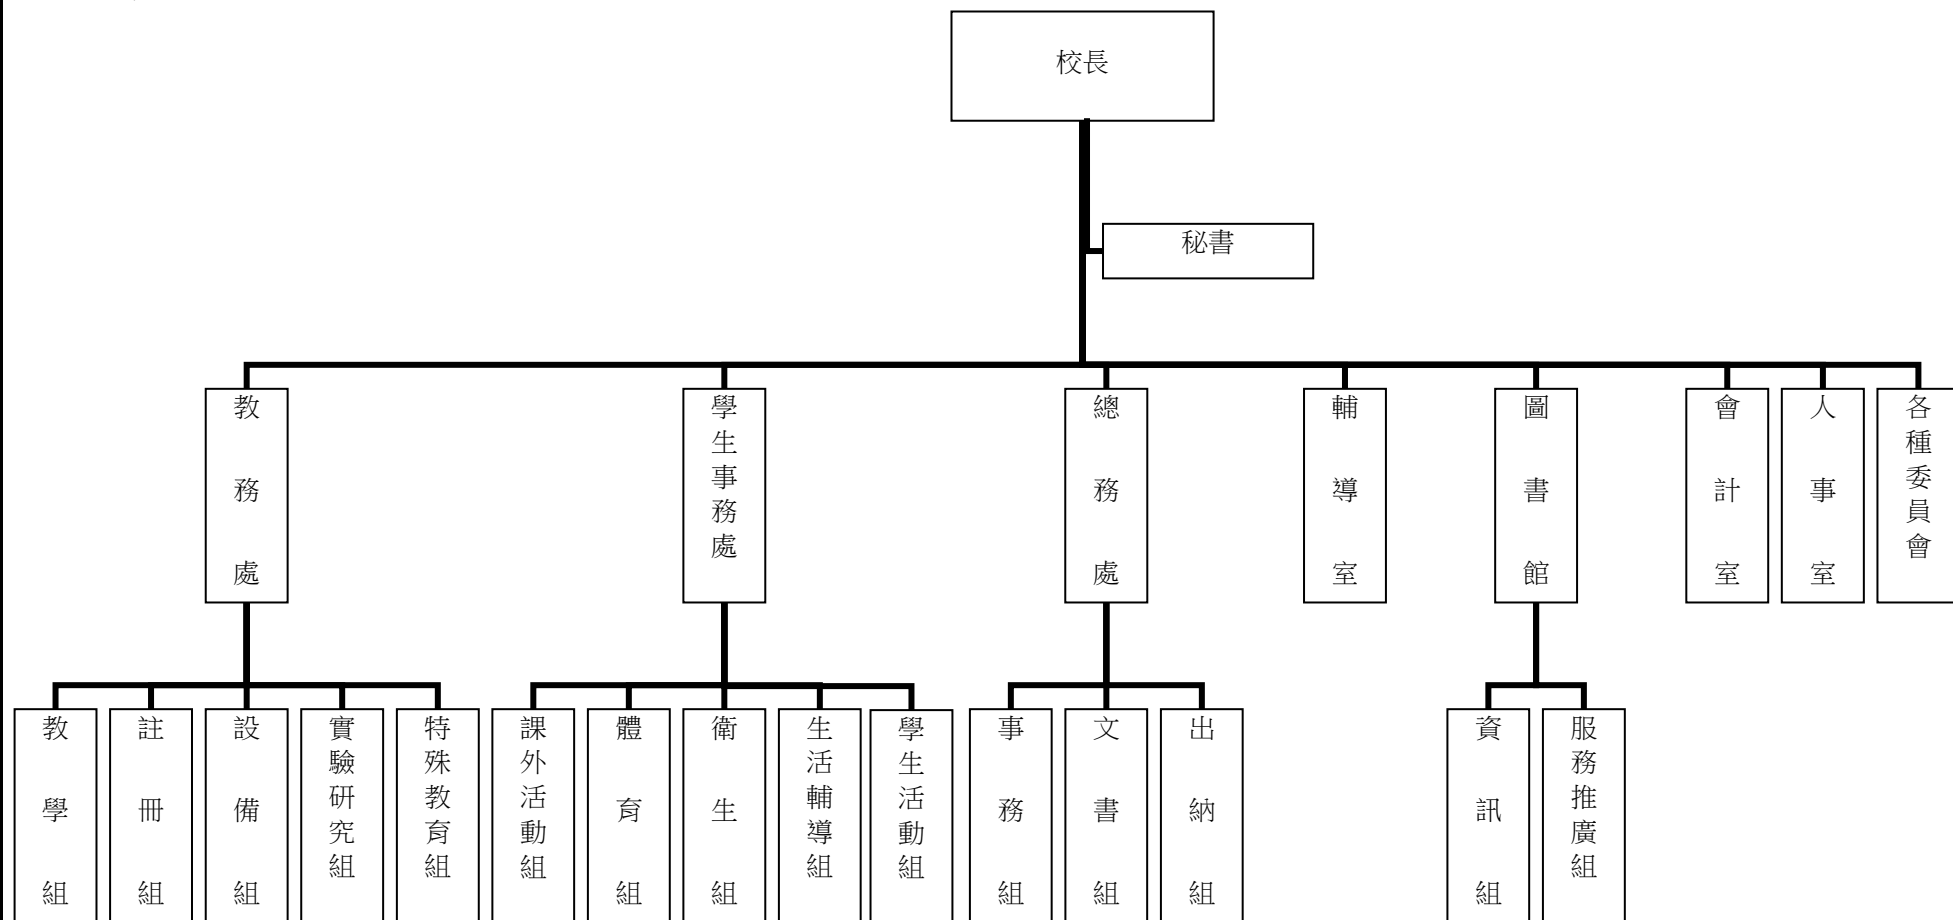 校長
秘書
教務處
學生事務處
總務處
輔導室
圖書館
會計室
人事室
各種委員會
教學組
註冊組
設備組
實驗研究組
特殊教育組
課外活動組
體育組
衛生組
生活輔導組
學生活動組
事務組
文書組
出納組
資訊組
服務推廣組